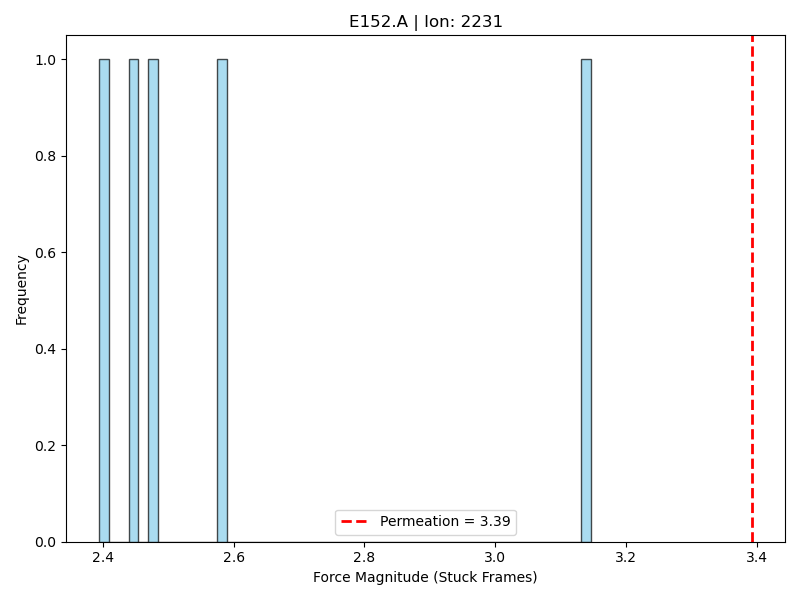 E152.A | Ion: 2231
Frequency
1.0
0.8
0.6
0.4
0.2
0.0
Permeation = 3.39
2.4 2.6 2.8 3.0 3.2 3.4
Force Magnitude (Stuck Frames)